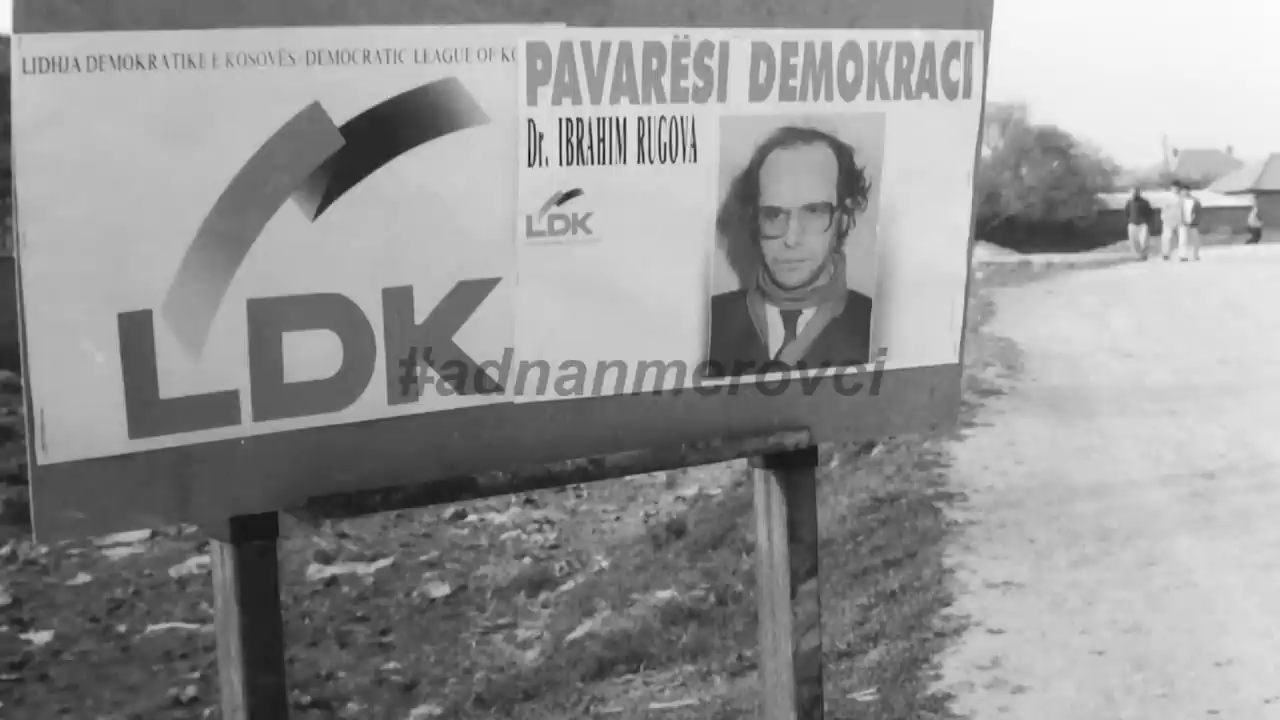 LIDHJA DEMOKRATIKE E KOSOVËS/DEMOCRATIC LEAGUE OF KO
LDK
PAVARËSI DEMOKRACI
Dr. IBRAHIM RUGOVA
LDK
#adnanmerovci